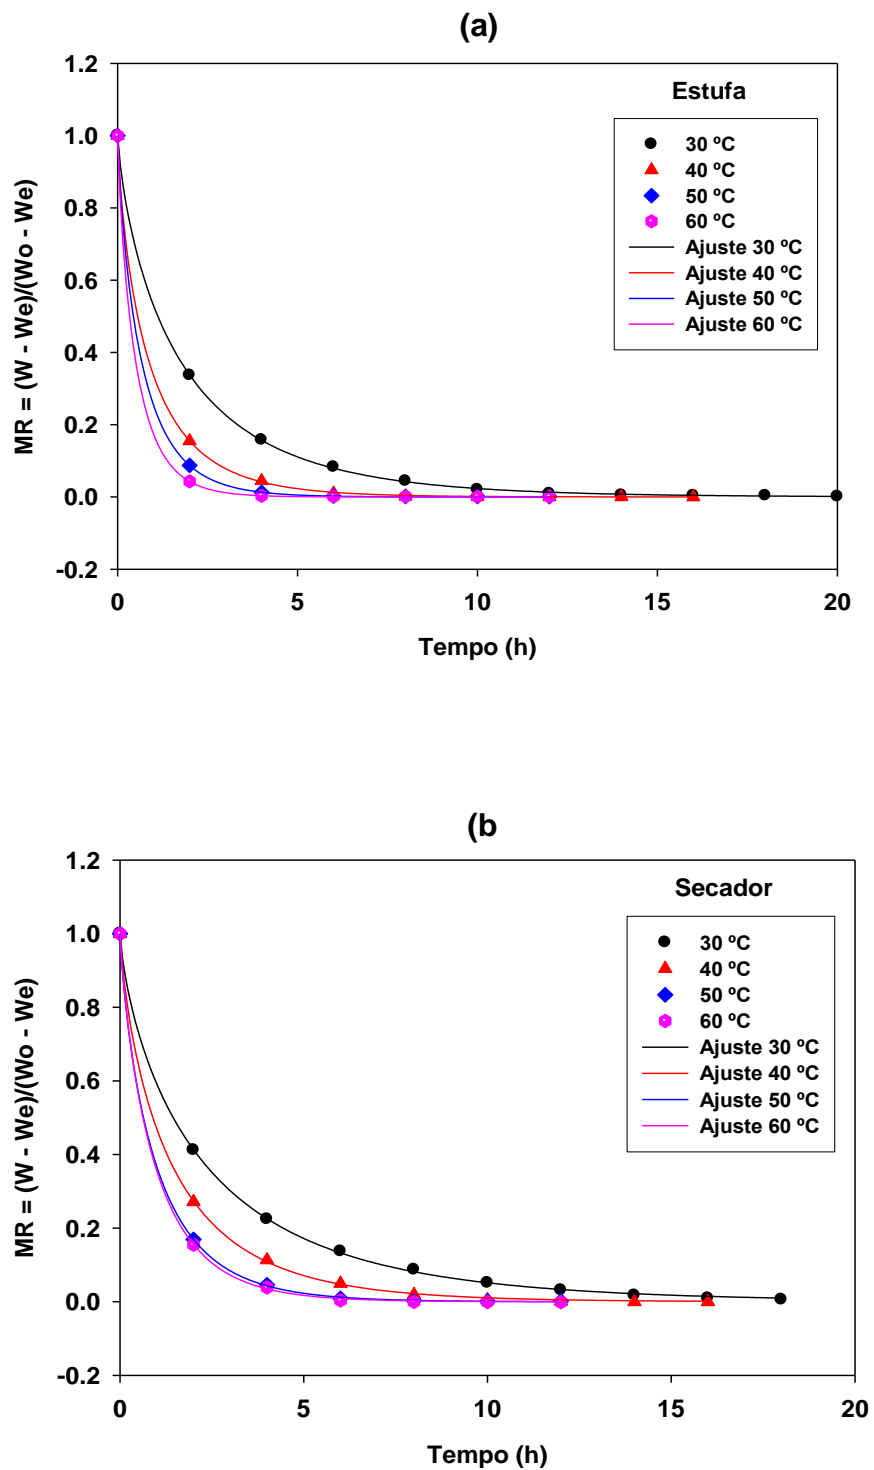 (a)
1.2
1.0
0.8
0.6
0.4
0.2
0.0
-0.2
MR = (W - We)/(Wo - We)
Estufa
30 ºC
40 ºC
50 ºC
60 ºC
Ajuste 30 ºC
Ajuste 40 ºC
Ajuste 50 ºC
Ajuste 60 ºC
0 5 10 15 20
Tempo (h)
(b
1.2
1.0
0.8
0.6
0.4
0.2
0.0
-0.2
MR = (W - We)/(Wo - We)
Secador
30 ºC
40 ºC
50 ºC
60 ºC
Ajuste 30 ºC
Ajuste 40 ºC
Ajuste 50 ºC
Ajuste 60 ºC
0 5 10 15 20
Tempo (h)